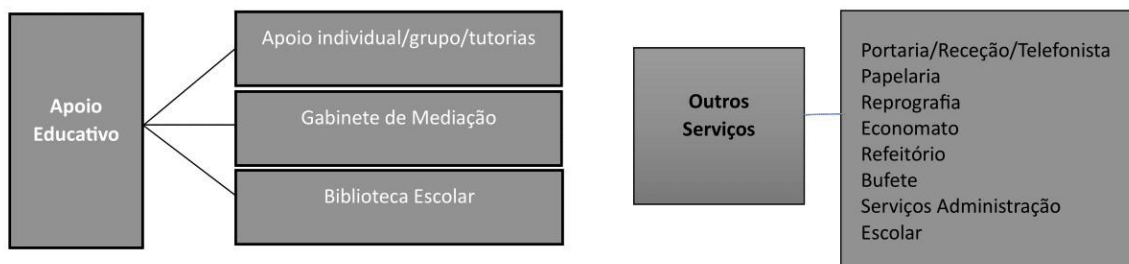 Apoio
Educativo
Apoio individual/grupo/tutorias
Gabinete de Mediação
Biblioteca Escolar
Outros
Serviços
Portaria/Receção/Telefonista
Papelaria
Reprografia
Economato
Refeitório
Bufete
Serviços Administração
Escolar